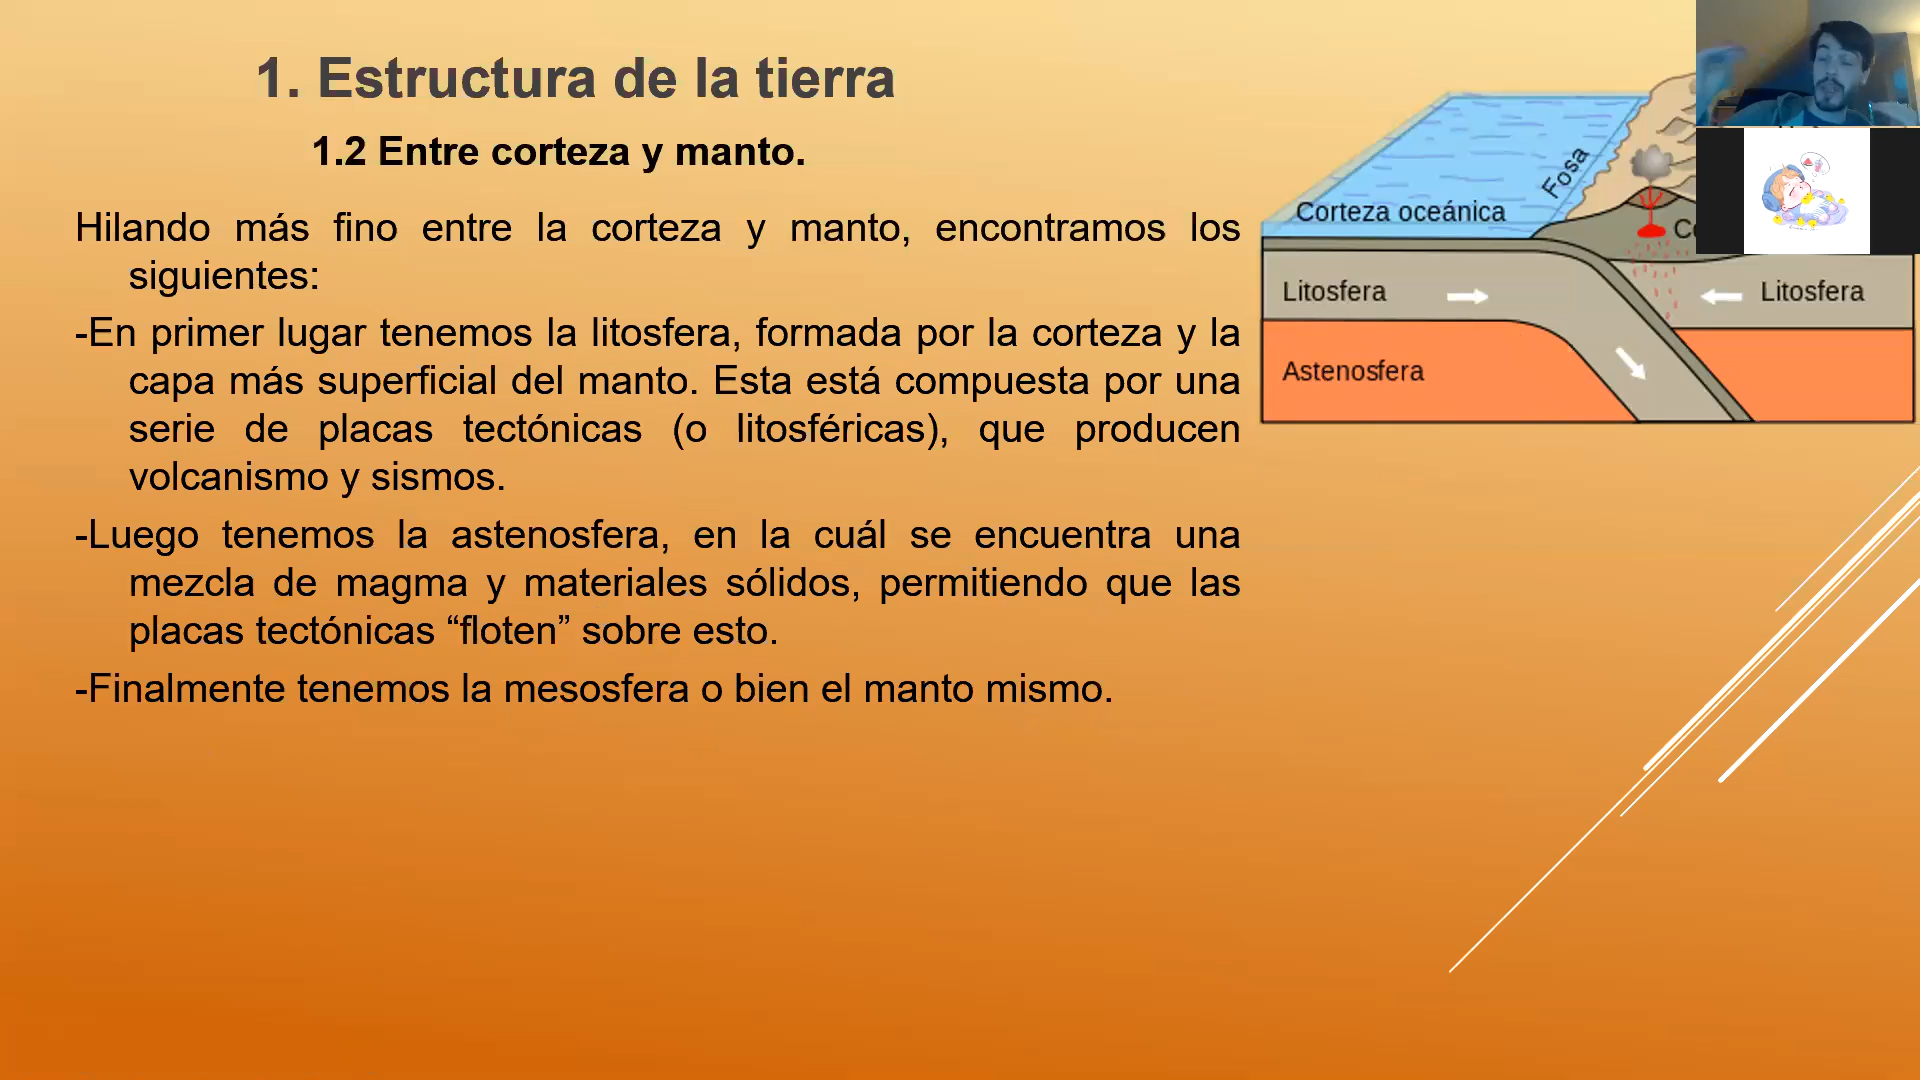 1. Estructura de la tierra
1.2 Entre corteza y manto.
Hilando más fino entre la corteza y manto, encontramos los
siguientes:
-En primer lugar tenemos la litosfera, formada por la corteza y la
capa más superficial del manto. Esta está compuesta por una
serie de placas tectónicas (o litosféricas), que producen
volcanismo y sismos.
-Luego tenemos la astenosfera, en la cuál se encuentra una
mezcla de magma y materiales sólidos, permitiendo que las
placas tectónicas “floten” sobre esto.
-Finalmente tenemos la mesosfera o bien el manto mismo.
Fosa
Corteza oceánica
Litosfera
Litosfera
Astenosfera